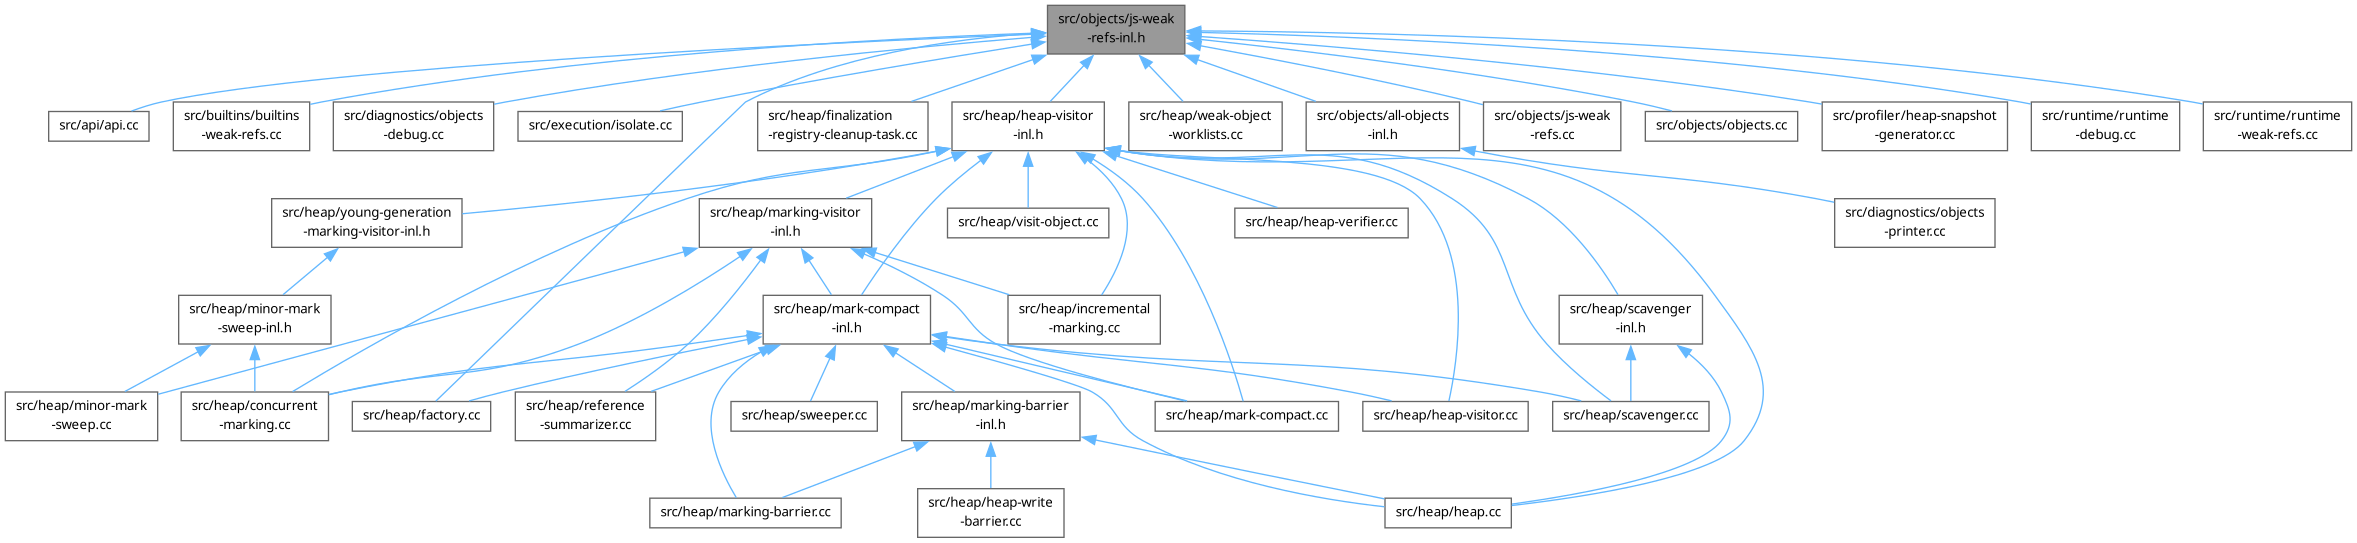 src/objects/js-weak
-refs-inl.h
src/api/api.cc
src/builtins/builtins
-weak-refs.cc
src/diagnostics/objects
-debug.cc
src/execution/isolate.cc
src/heap/finalization
-registry-cleanup-task.cc
src/heap/heap-visitor
-inl.h
src/heap/weak-object
-worklists.cc
src/objects/all-objects
-inl.h
src/objects/js-weak
-refs.cc
src/objects/objects.cc
src/profiler/heap-snapshot
-generator.cc
src/runtime/runtime
-debug.cc
src/runtime/runtime
-weak-refs.cc
src/heap/young-generation
-marking-visitor-inl.h
src/heap/marking-visitor
-inl.h
src/heap/visit-object.cc
src/heap/heap-verifier.cc
src/diagnostics/objects
-printer.cc
src/heap/minor-mark
-sweep-inl.h
src/heap/mark-compact
-inl.h
src/heap/incremental
-marking.cc
src/heap/scavenger
-inl.h
src/heap/minor-mark
-sweep.cc
src/heap/concurrent
-marking.cc
src/heap/factory.cc
src/heap/reference
-summarizer.cc
src/heap/sweeper.cc
src/heap/marking-barrier
-inl.h
src/heap/mark-compact.cc
src/heap/heap-visitor.cc
src/heap/scavenger.cc
src/heap/marking-barrier.cc
src/heap/heap-write
-barrier.cc
src/heap/heap.cc